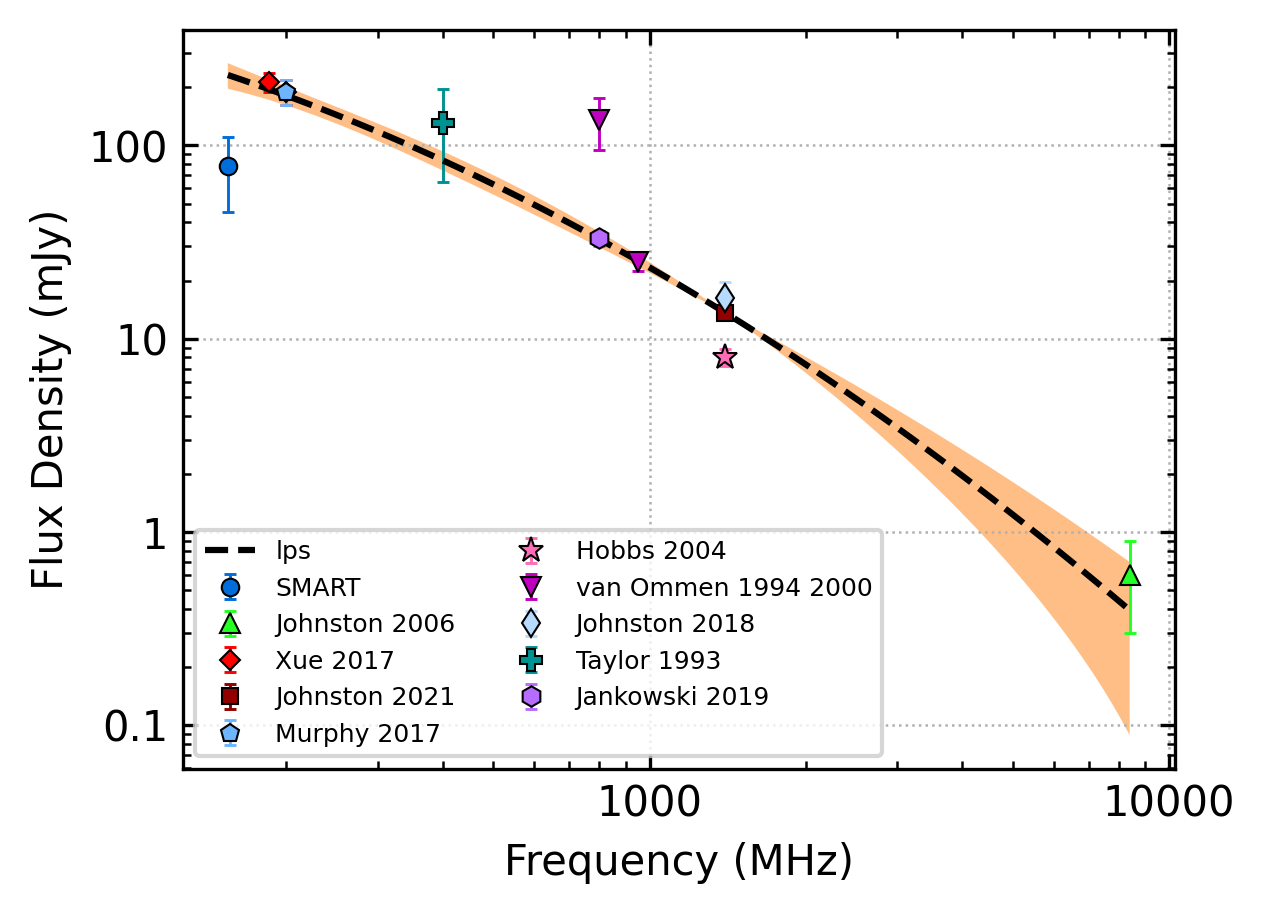 100
10
1
0.1
Flux Density (mJy)
lps
SMART
Johnston 2006
Xue 2017
Johnston 2021
Murphy 2017
Hobbs 2004
van Ommen 1994 2000
Johnston 2018
Taylor 1993
Jankowski 2019
1000
10000
Frequency (MHz)